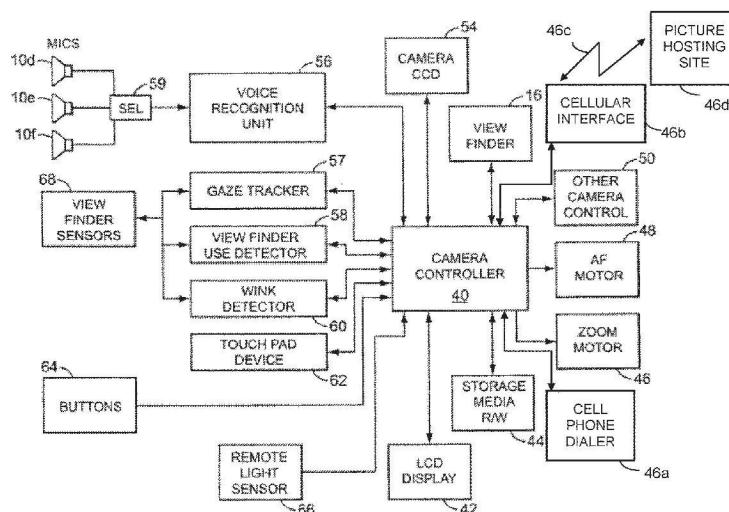 MICS
10d
10e
10f
59
SEL
56
VOICE
RECOGNITION
UNIT
54
CAMERA
CCD
16
VIEW
FINDER
46c
PICTURE
HOSTING
SITE
46d
CELLULAR
INTERFACE
46b
50
OTHER
CAMERA
CONTROL
68
VIEW
FINDER
SENSORS
57
GAZE TRACKER
58
VIEW FINDER
USE DETECTOR
WINK
DETECTOR
60
TOUCH PAD
DEVICE
62
CAMERA
CONTROLLER
40
48
AF
MOTOR
ZOOM
MOTOR
46
64
BUTTONS
REMOTE
LIGHT
SENSOR
66
LCD
DISPLAY
42
STORAGE
MEDIA
R/W
44
CELL
PHONE
DIALER
46a